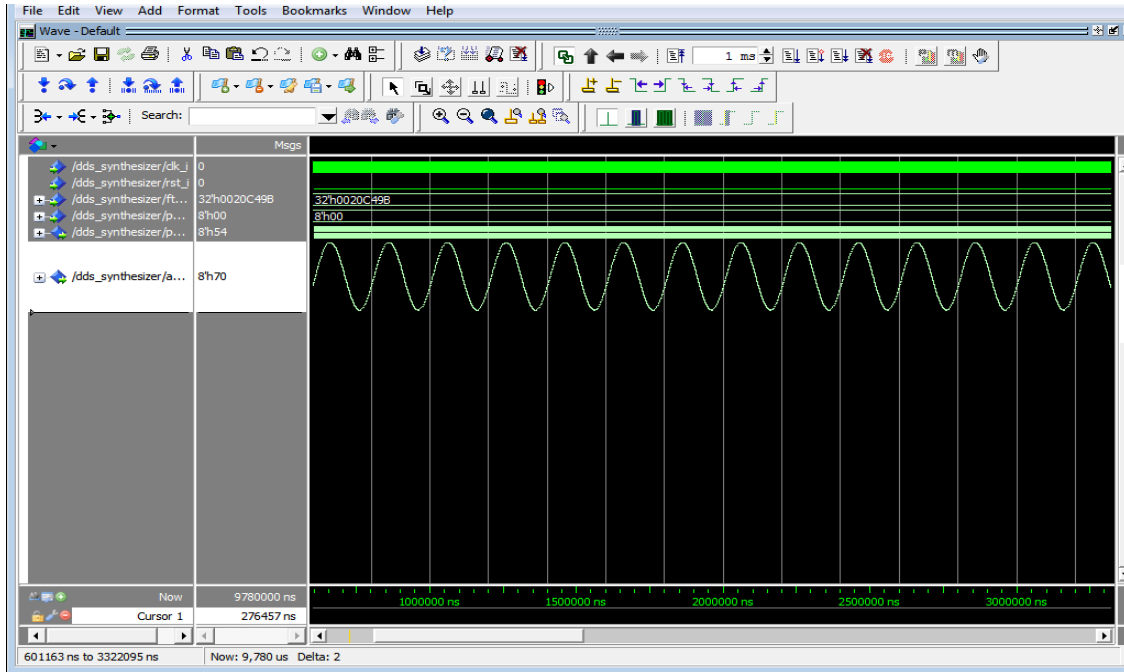 File Edit View Add Format Tools Bookmarks Window Help
Wave - Default
1 ms
Search:
Msgs
/dds_synthesizer/clk_i 0
/dds_synthesizer/rst_i 0
/dds_synthesizer/ft... 32'h0020C49B 32'h0020C49B
/dds_synthesizer/p... 8'h00 8'h00
/dds_synthesizer/p... 8'h54
/dds_synthesizer/a... 8'h70
Now 9780000 ns
1000000 ns 1500000 ns 2000000 ns 2500000 ns 3000000 ns
Cursor 1 276457 ns
601163 ns to 3322095 ns Now: 9,780 us Delta: 2